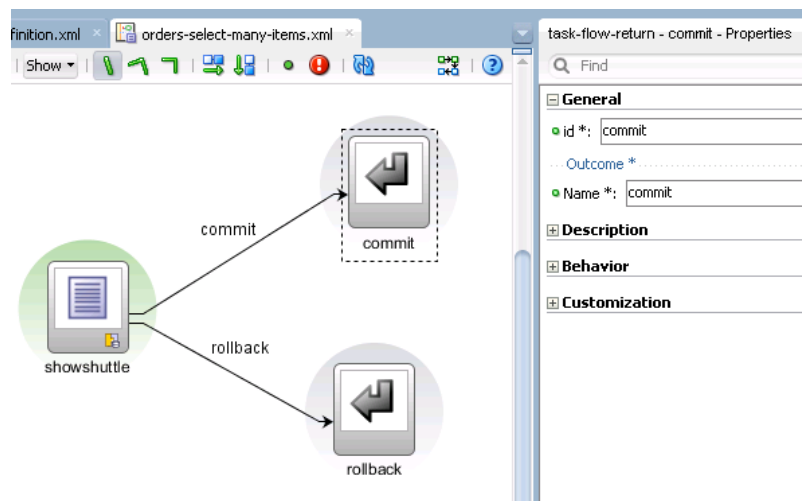 finition.xml
orders-select-many-items.xml
Show
commit
commit
showshuttle
rollback
rollback
task-flow-return - commit - Properties
Find
General
id *: commit
Outcome *
Name *: commit
Description
Behavior
Customization